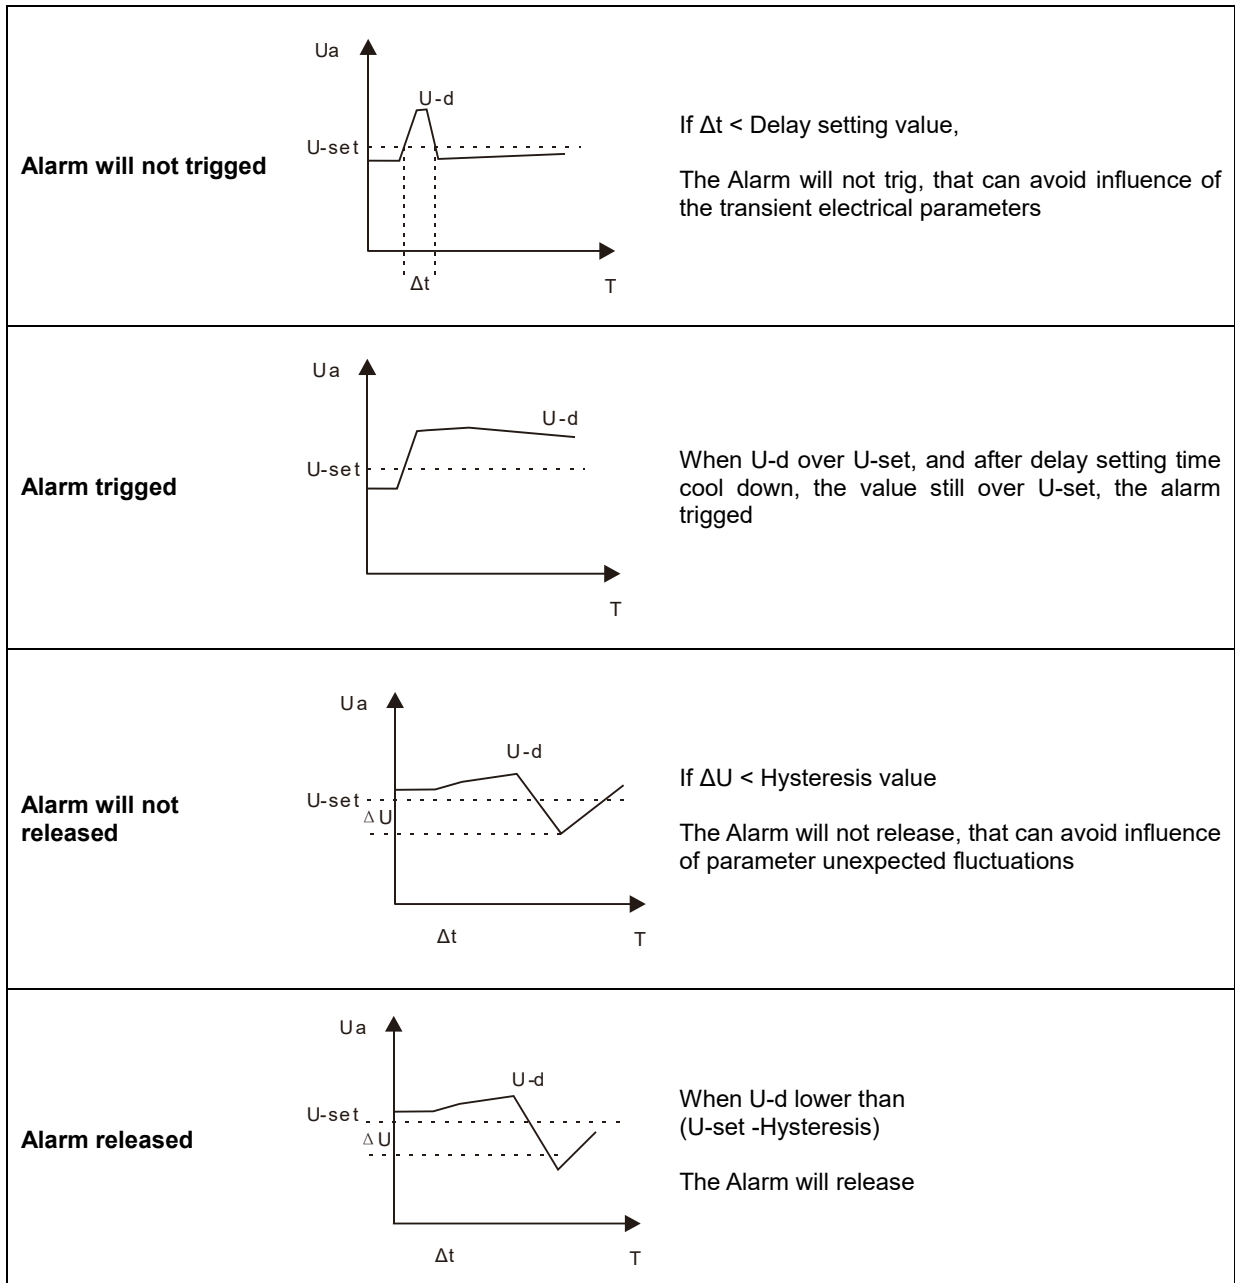 Alarm will not trigged
Ua
U-d
U-set
Δt
T
If Δt < Delay setting value,
The Alarm will not trig, that can avoid influence of
the transient electrical parameters
Alarm trigged
Ua
U-d
U-set
T
When U-d over U-set, and after delay setting time
cool down, the value still over U-set, the alarm
trigged
Alarm will not
released
Ua
U-d
U-set
ΔU
Δt
T
If ΔU < Hysteresis value
The Alarm will not release, that can avoid influence
of parameter unexpected fluctuations
Alarm released
Ua
U-d
U-set
ΔU
Δt
T
When U-d lower than
(U-set -Hysteresis)
The Alarm will release